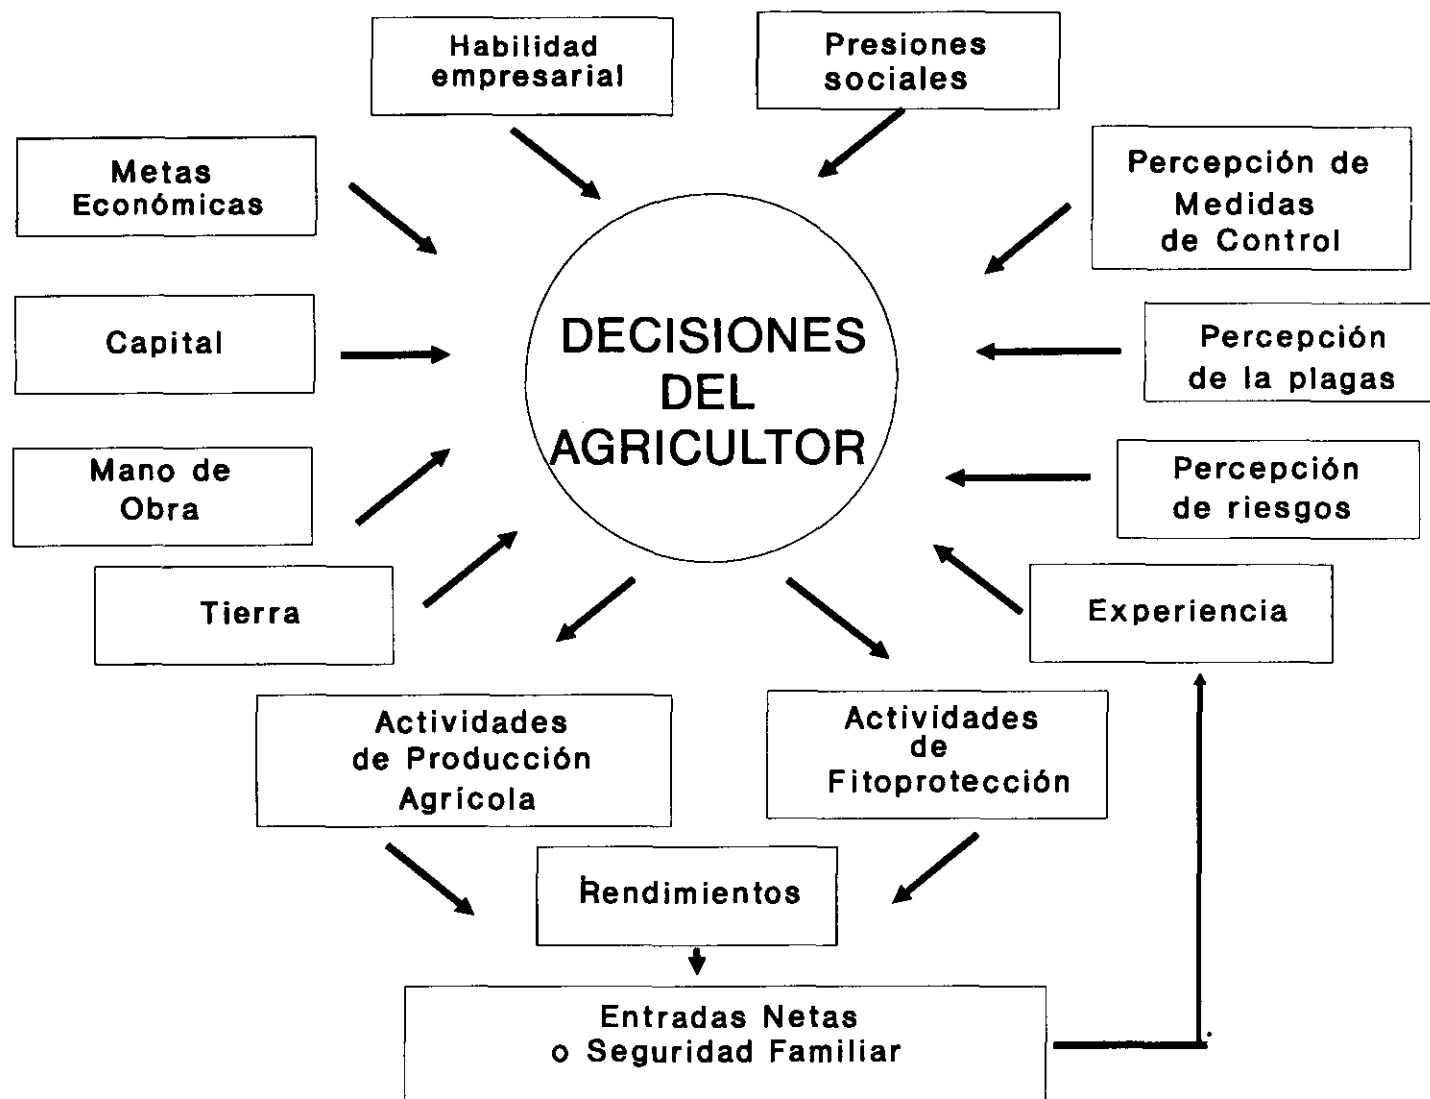 Habilidad
empresarial
Presiones
sociales
Metas
Económicas
Percepción de
Medidas
de Control
Capital
DECISIONES
DEL
AGRICULTOR
Percepción
de la plagas
Mano de
Obra
Percepción
de riesgos
Tierra
Experiencia
Actividades
de Producción
Agrícola
Actividades
de
Fitoprotección
Rendimientos
Entradas Netas
o Seguridad Familiar